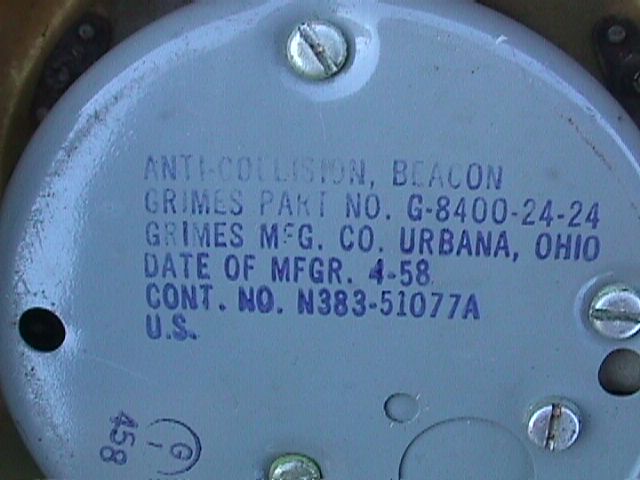 ANTI-COLLISION, BEACON
GRIMES PART NO. G-8400-24-24
GRIMES MFG. CO. URBANA, OHIO
DATE OF MFGR. 4-58
CONT. NO. N383-51077A
U.S.
458
G
1